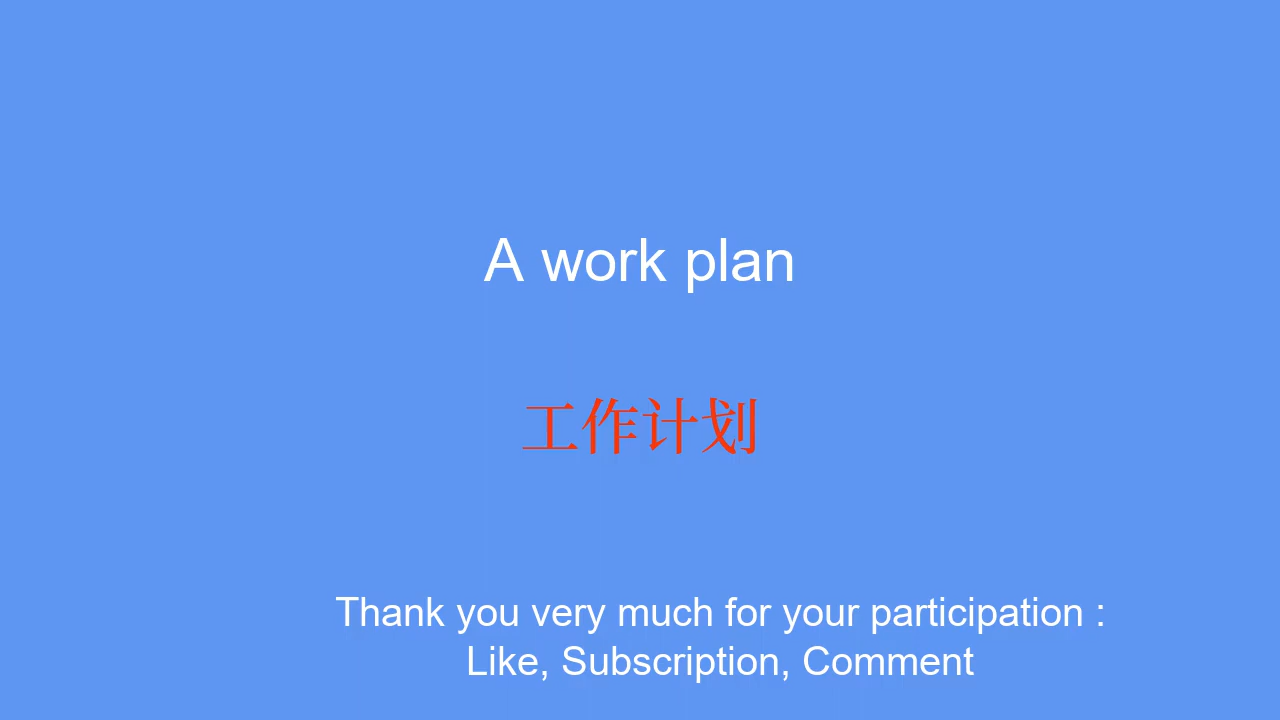 A work plan
工作计划
Thank you very much for your participation :
Like, Subscription, Comment